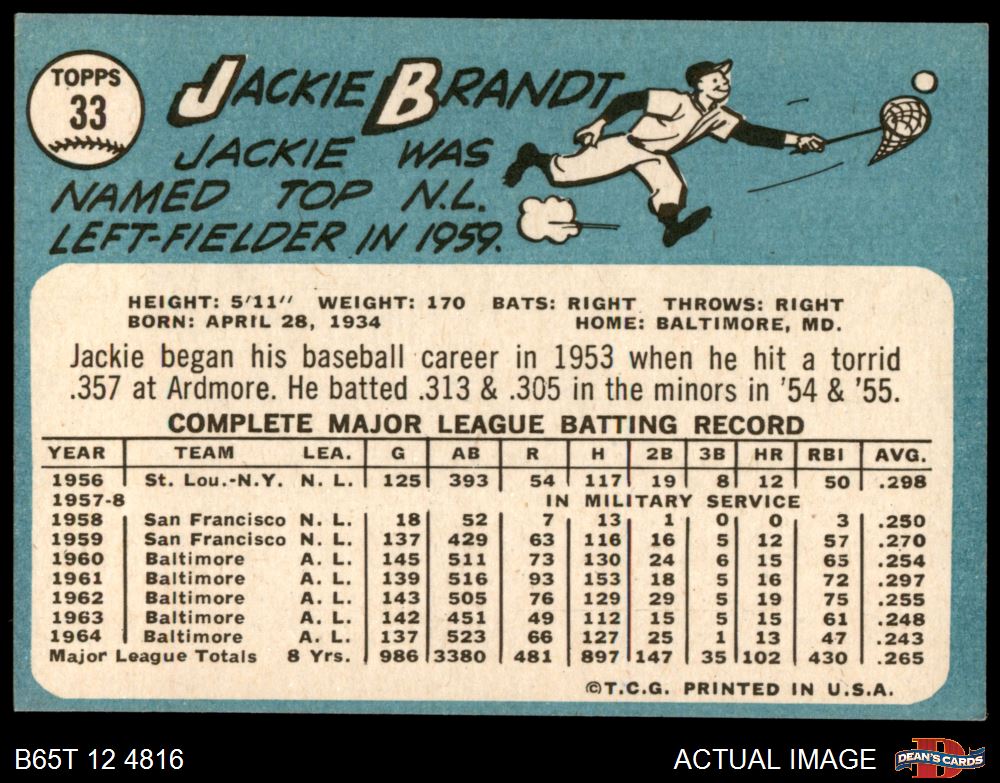 TOPPS
33
JACKIE BRANDT
JACKIE WAS
NAMED TOP N.L.
LEFT-FIELDER IN 1959.
HEIGHT: 5'11" WEIGHT: 170 BATS: RIGHT THROWS: RIGHT
BORN: APRIL 28, 1934 HOME: BALTIMORE, MD.
Jackie began his baseball career in 1953 when he hit a torrid
.357 at Ardmore. He batted .313 & .305 in the minors in '54 & '55.
COMPLETE MAJOR LEAGUE BATTING RECORD
YEAR TEAM LEA. G AB R H 2B 3B HR RBI AVG.
1956 St. Lou.-N.Y. N. L. 125 393 54 117 19 8 12 50 .298
1957-8 IN MILITARY SERVICE
1958 San Francisco N. L. 18 52 7 13 1 0 0 3 .250
1959 San Francisco N. L. 137 429 63 116 16 5 12 57 .270
1960 Baltimore A. L. 145 511 73 130 24 6 15 65 .254
1961 Baltimore A. L. 139 516 93 153 18 5 16 72 .297
1962 Baltimore A. L. 143 505 76 129 29 5 19 75 .255
1963 Baltimore A. L. 142 451 49 112 15 5 15 61 .248
1964 Baltimore A. L. 137 523 66 127 25 1 13 47 .243
Major League Totals 8 Yrs. 986 3380 481 897 147 35 102 430 .265
©T.C.G. PRINTED IN U.S.A.
B65T 12 4816 ACTUAL IMAGE
D
DEAN'S CARDS